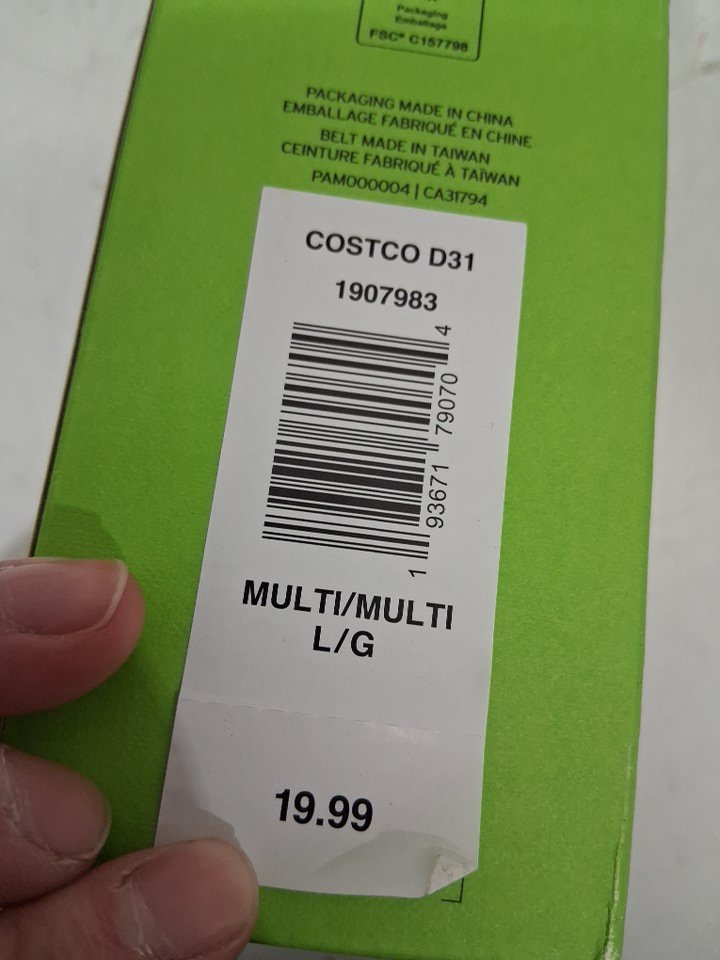 Packaging
Emballage
FSC® C157798
PACKAGING MADE IN CHINA
EMBALLAGE FABRIQUÉ EN CHINE
BELT MADE IN TAIWAN
CEINTURE FABRIQUÉ À TAÏWAN
PAM000004 | CA31794
COSTCO D31
1907983
1 93671 79070 4
MULTI/MULTI
L/G
19.99